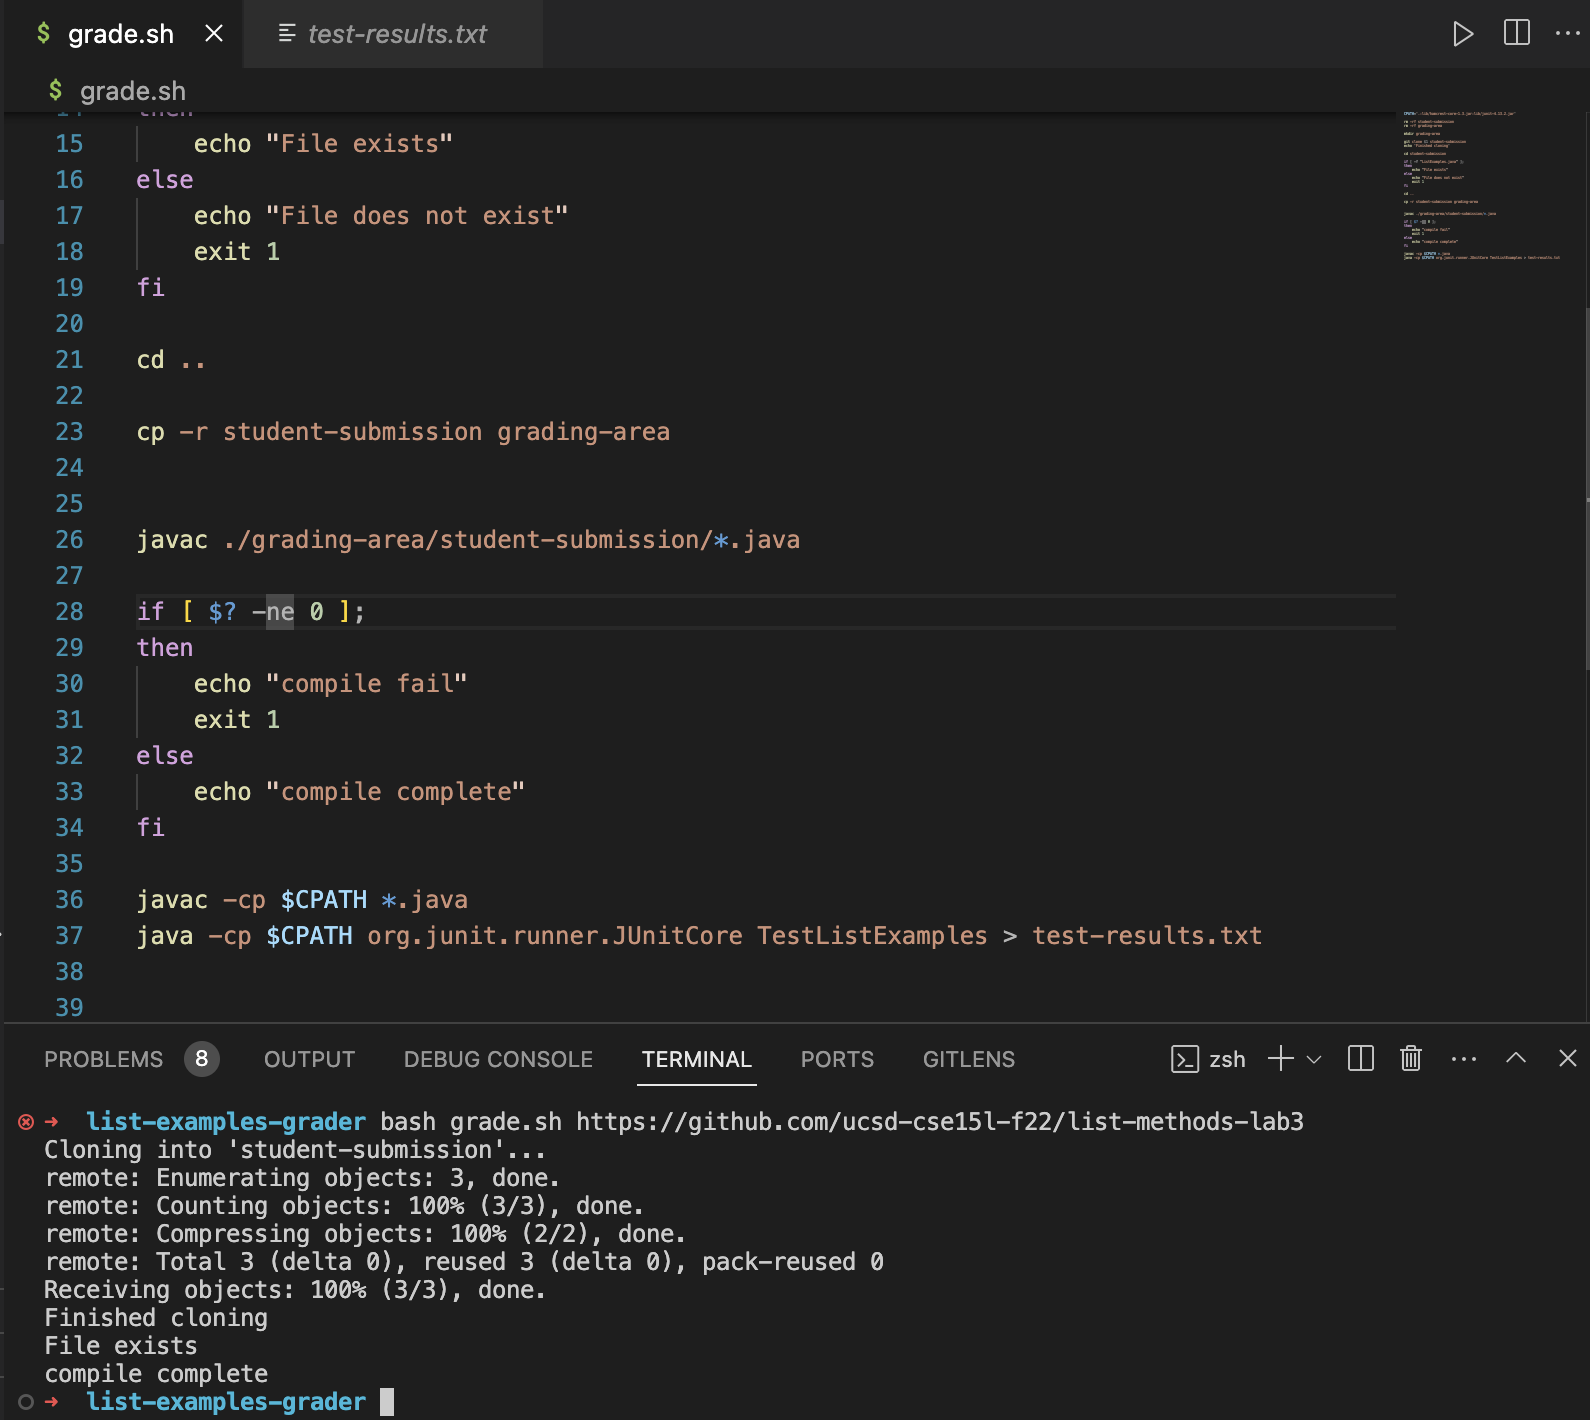 $ grade.sh × test-results.txt
$ grade.sh
14 then
15 echo "File exists"
16 else
17 echo "File does not exist"
18 exit 1
19 fi
20
21 cd ..
22
23 cp -r student-submission grading-area
24
25
26 javac ./grading-area/student-submission/*.java
27
28 if [ $? -ne 0 ];
29 then
30 echo "compile fail"
31 exit 1
32 else
33 echo "compile complete"
34 fi
35
36 javac -cp $CPATH *.java
37 java -cp $CPATH org.junit.runner.JUnitCore TestListExamples > test-results.txt
38
39
PROBLEMS 8 OUTPUT DEBUG CONSOLE TERMINAL PORTS GITLENS zsh
→ list-examples-grader bash grade.sh https://github.com/ucsd-cse15l-f22/list-methods-lab3
Cloning into 'student-submission'...
remote: Enumerating objects: 3, done.
remote: Counting objects: 100% (3/3), done.
remote: Compressing objects: 100% (2/2), done.
remote: Total 3 (delta 0), reused 3 (delta 0), pack-reused 0
Receiving objects: 100% (3/3), done.
Finished cloning
File exists
compile complete
→ list-examples-grader